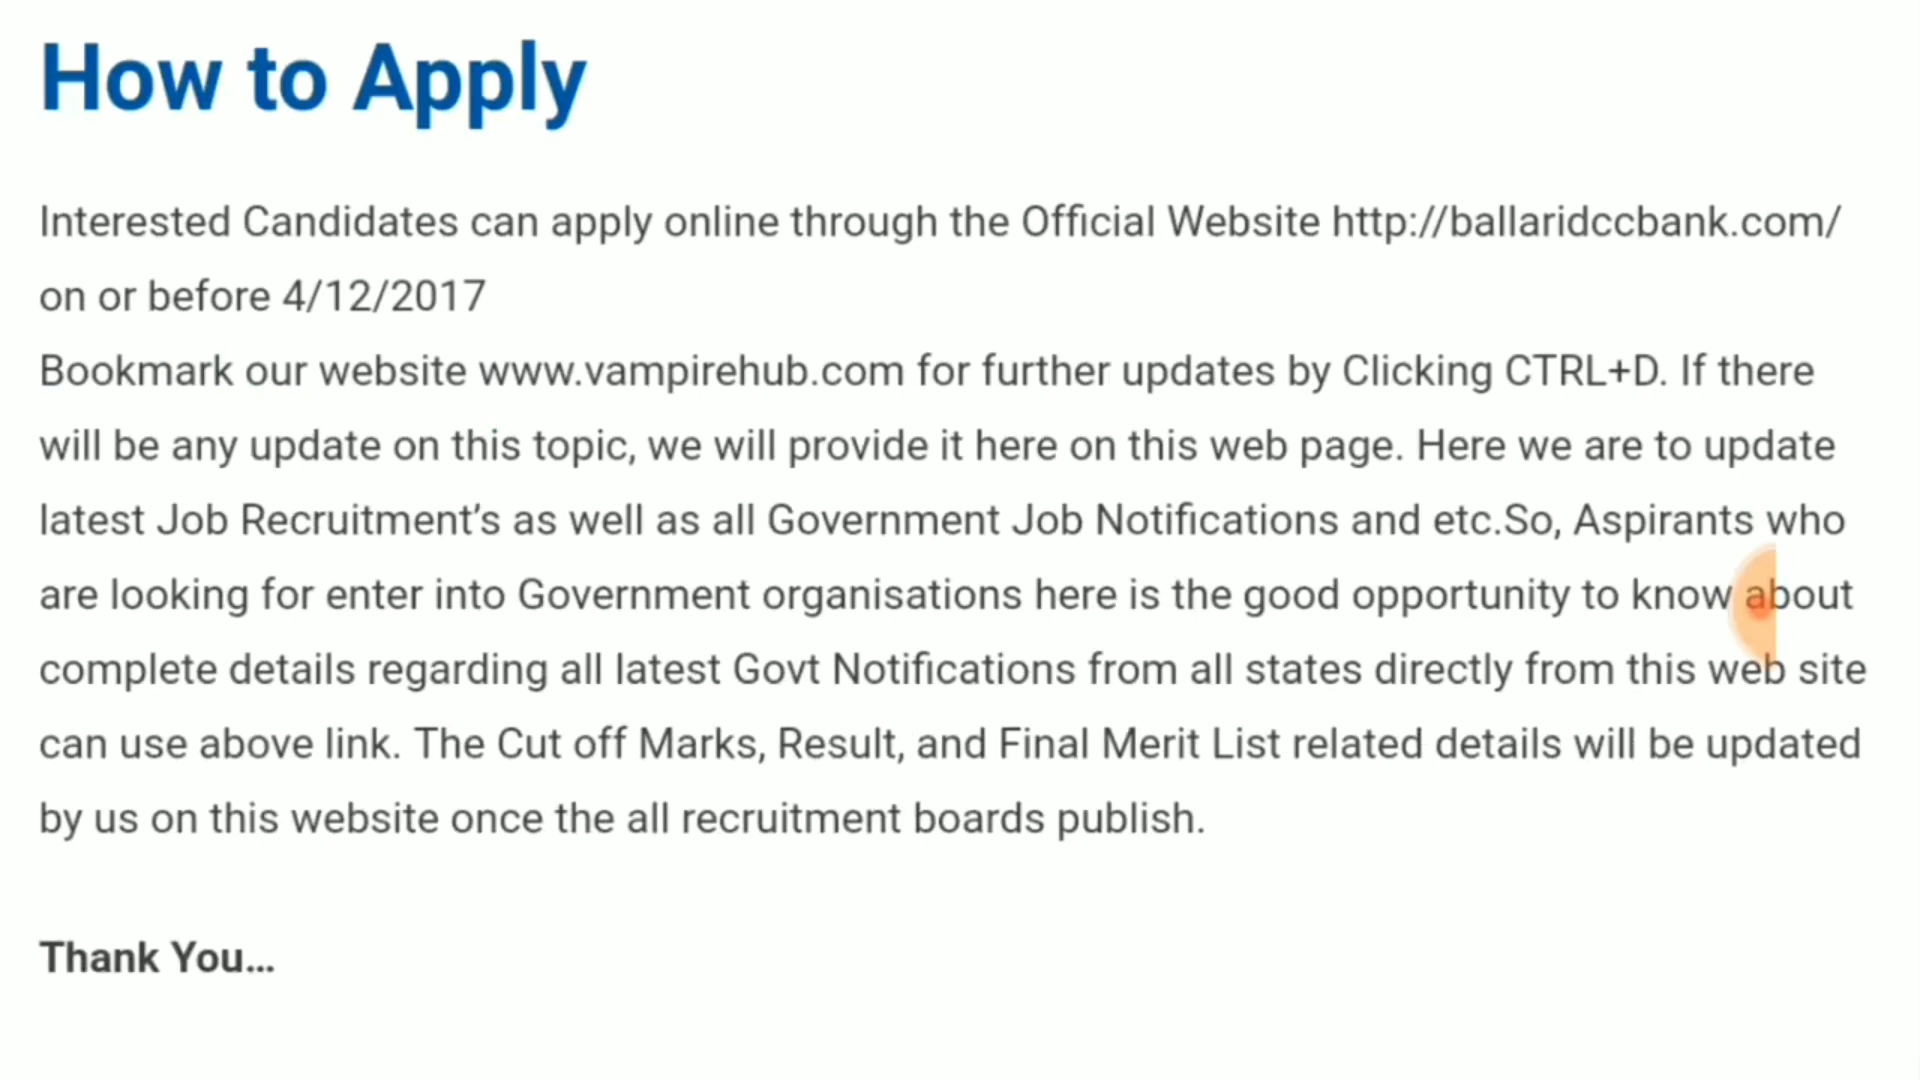 How to Apply
Interested Candidates can apply online through the Official Website http://ballaridccbank.com/
on or before 4/12/2017
Bookmark our website www.vampirehub.com for further updates by Clicking CTRL+D. If there
will be any update on this topic, we will provide it here on this web page. Here we are to update
latest Job Recruitment’s as well as all Government Job Notifications and etc.So, Aspirants who
are looking for enter into Government organisations here is the good opportunity to know about
complete details regarding all latest Govt Notifications from all states directly from this web site
can use above link. The Cut off Marks, Result, and Final Merit List related details will be updated
by us on this website once the all recruitment boards publish.
Thank You...